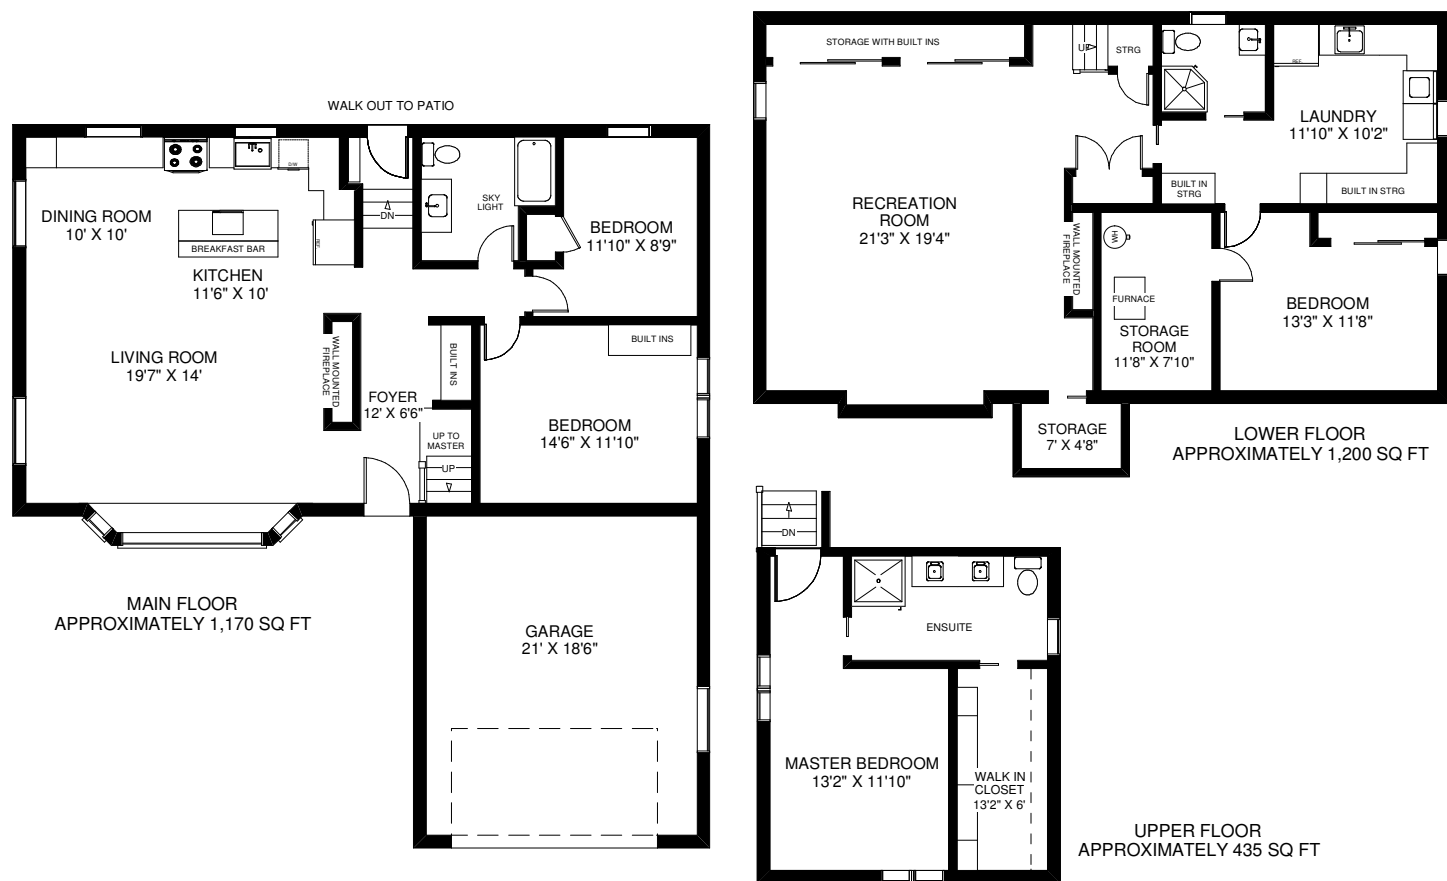 WALK OUT TO PATIO
D/W
DINING ROOM
10' X 10'
BREAKFAST BAR
KITCHEN
11'6" X 10'
REF.
DN
SKY
LIGHT
BEDROOM
11'10" X 8'9"
LIVING ROOM
19'7" X 14'
WALL MOUNTED
FIREPLACE
FOYER
12' X 6'6"
BUILT INS
BUILT INS
UP TO
MASTER
UP
BEDROOM
14'6" X 11'10"
MAIN FLOOR
APPROXIMATELY 1,170 SQ FT
GARAGE
21' X 18'6"
STORAGE WITH BUILT INS
UP
STRG
REF.
LAUNDRY
11'10" X 10'2"
BUILT IN
STRG
BUILT IN STRG
RECREATION
ROOM
21'3" X 19'4"
WALL MOUNTED
FIREPLACE
HW
FURNACE
STORAGE
ROOM
11'8" X 7'10"
BEDROOM
13'3" X 11'8"
STORAGE
7' X 4'8"
LOWER FLOOR
APPROXIMATELY 1,200 SQ FT
DN
ENSUITE
MASTER BEDROOM
13'2" X 11'10"
WALK IN
CLOSET
13'2" X 6'
UPPER FLOOR
APPROXIMATELY 435 SQ FT